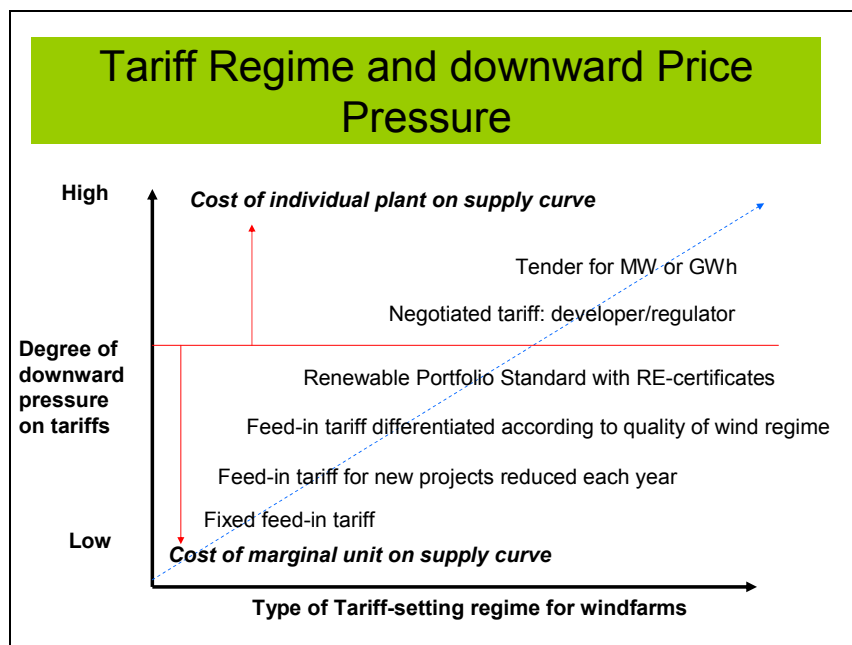 Tariff Regime and downward Price
Pressure
High
Cost of individual plant on supply curve
Tender for MW or GWh
Negotiated tariff: developer/regulator
Degree of
downward
pressure
on tariffs
Renewable Portfolio Standard with RE-certificates
Feed-in tariff differentiated according to quality of wind regime
Feed-in tariff for new projects reduced each year
Fixed feed-in tariff
Low
Cost of marginal unit on supply curve
Type of Tariff-setting regime for windfarms